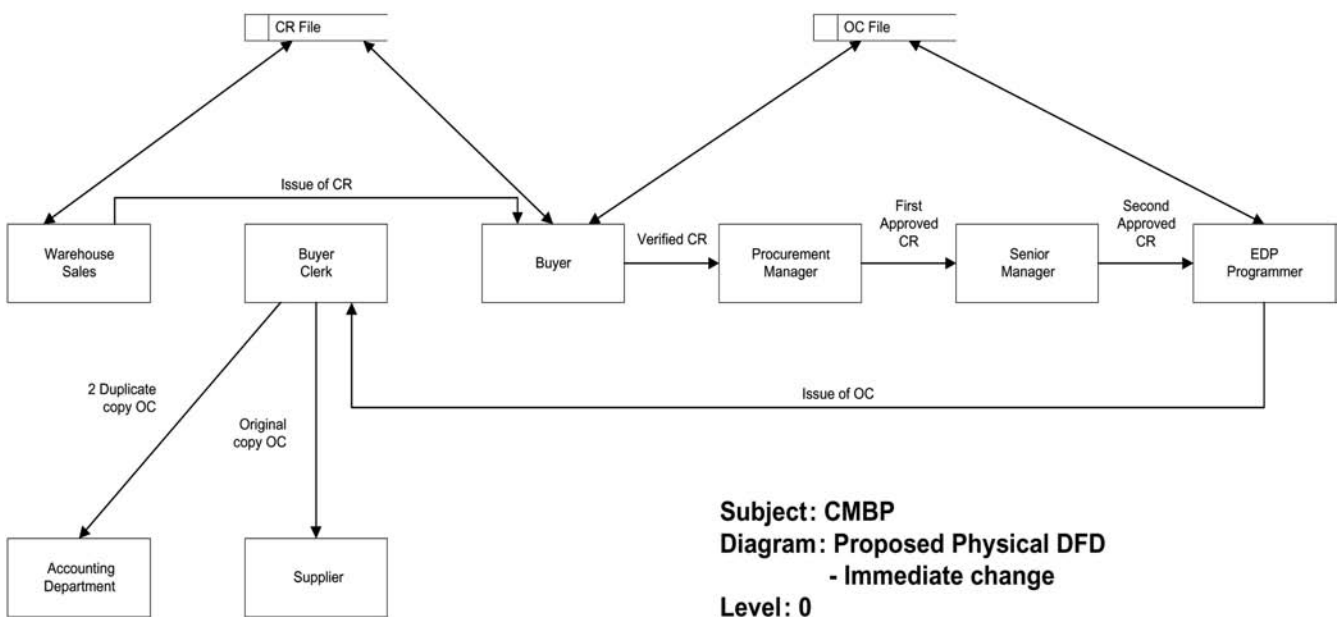 CR File
OC File
Issue of CR
Warehouse
Sales
Buyer
Clerk
Buyer
Verified CR
Procurement
Manager
First
Approved
CR
Senior
Manager
Second
Approved
CR
EDP
Programmer
2 Duplicate
copy OC
Original
copy OC
Issue of OC
Accounting
Department
Supplier
Subject: CMBP
Diagram: Proposed Physical DFD
- Immediate change
Level: 0